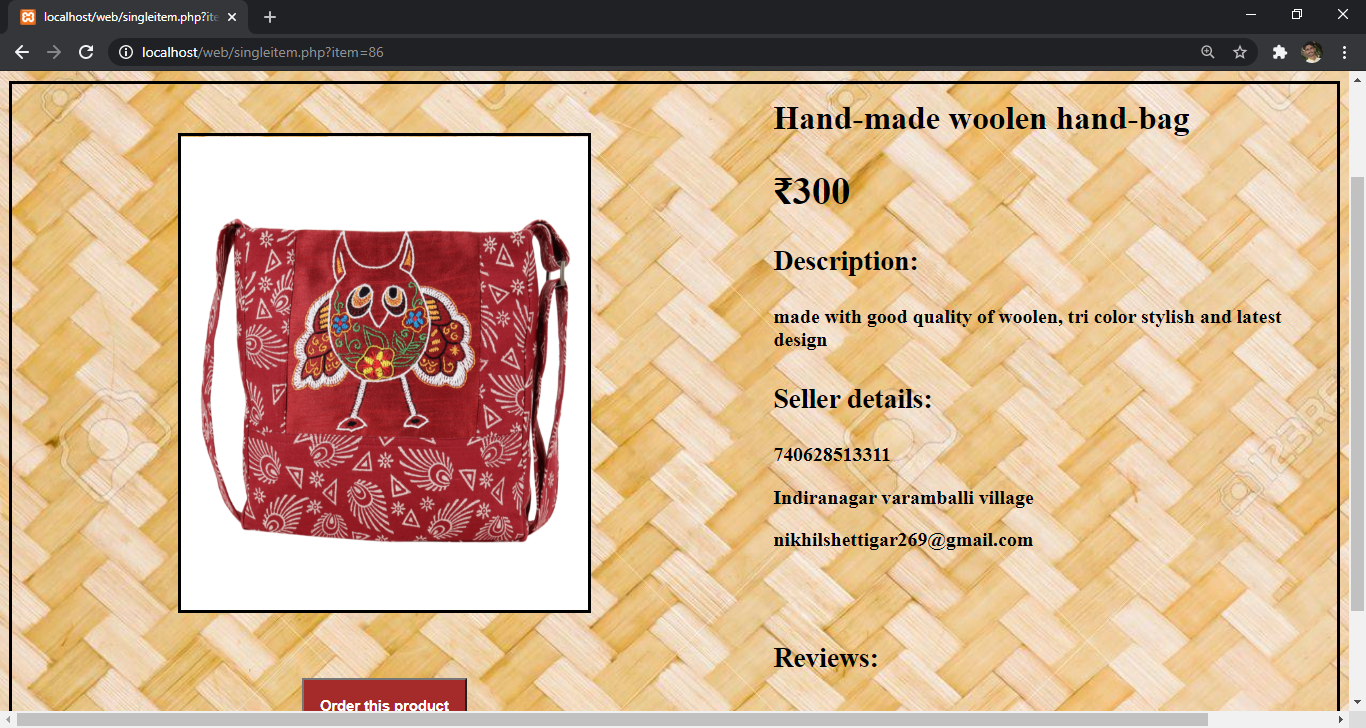 localhost/web/singleitem.php?ite
localhost/web/singleitem.php?item=86
Hand-made woolen hand-bag
₹300
Description:
made with good quality of woolen, tri color stylish and latest
design
Seller details:
740628513311
Indiranagar varamballi village
nikhilshettigar269@gmail.com
Reviews:
Order this product
123RF